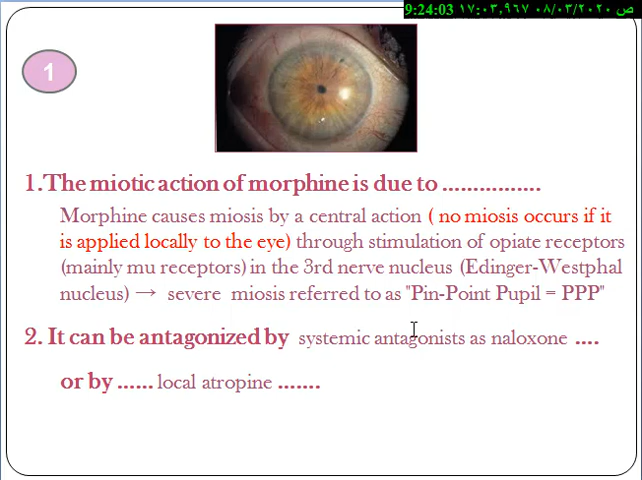 9:24:03 ص ٠٨/٠٣/٢٠٢٠ ١٧:٠٣,٩٦٧
1
1.The miotic action of morphine is due to ...............
Morphine causes miosis by a central action ( no miosis occurs if it
is applied locally to the eye) through stimulation of opiate receptors
(mainly mu receptors) in the 3rd nerve nucleus (Edinger-Westphal
nucleus) → severe miosis referred to as "Pin-Point Pupil = PPP"
2. It can be antagonized by systemic antagonists as naloxone ....
or by ...... local atropine .......